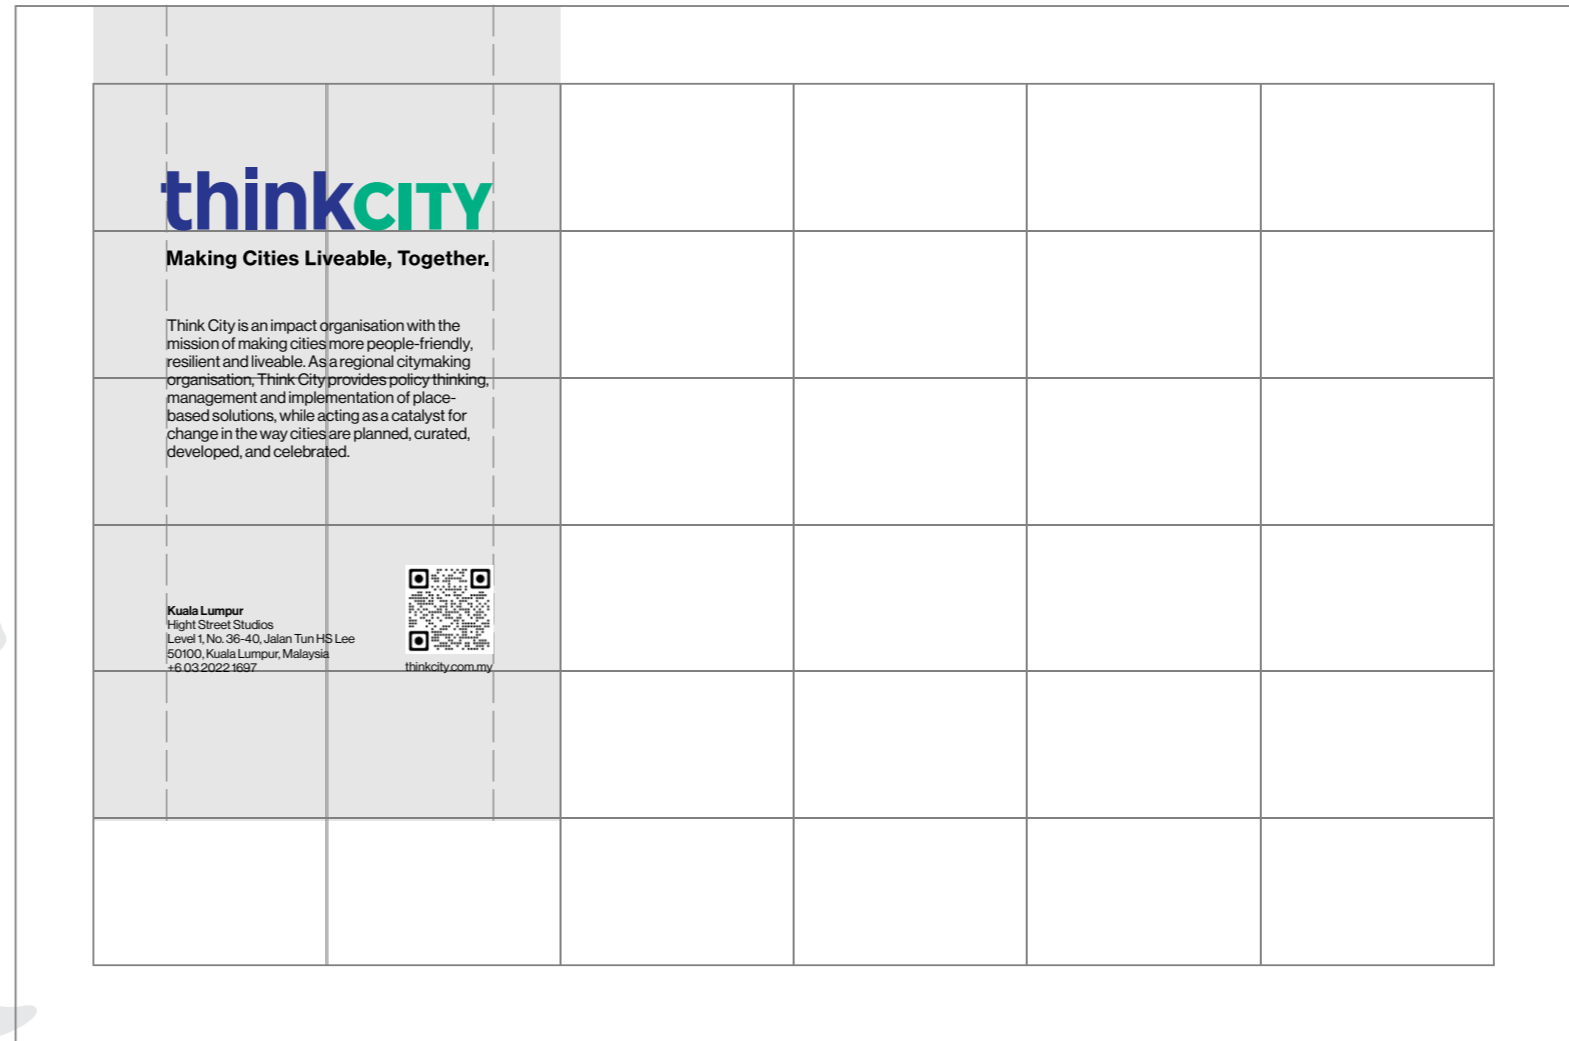 thinkCITY
Making Cities Liveable, Together.
Think City is an impact organisation with the
mission of making cities more people-friendly,
resilient and liveable. As a regional citymaking
organisation, Think City provides policy thinking,
management and implementation of place-
based solutions, while acting as a catalyst for
change in the way cities are planned, curated,
developed, and celebrated.
Kuala Lumpur
Hight Street Studios
Level 1, No. 36-40, Jalan Tun HS Lee
50100, Kuala Lumpur, Malaysia
+6 03 2022 1697
thinkcity.com.my